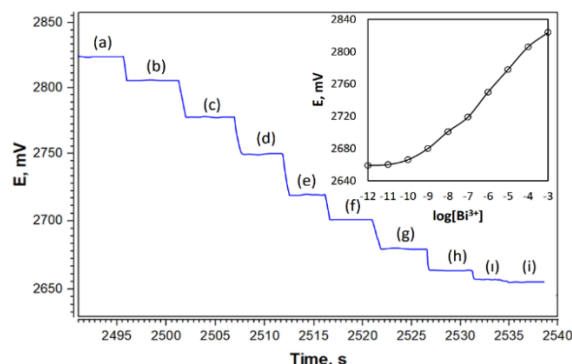 2850
2800
2750
2700
2650
E, mV
2495 2500 2505 2510 2515 2520 2525 2530 2535 2540
Time, s
(a)
(b)
(c)
(d)
(e)
(f)
(g)
(h)
(ı)
(i)
2840
2800
2760
2720
2680
2640
E, mV
-12 -11 -10 -9 -8 -7 -6 -5 -4 -3
log[Bi³⁺]